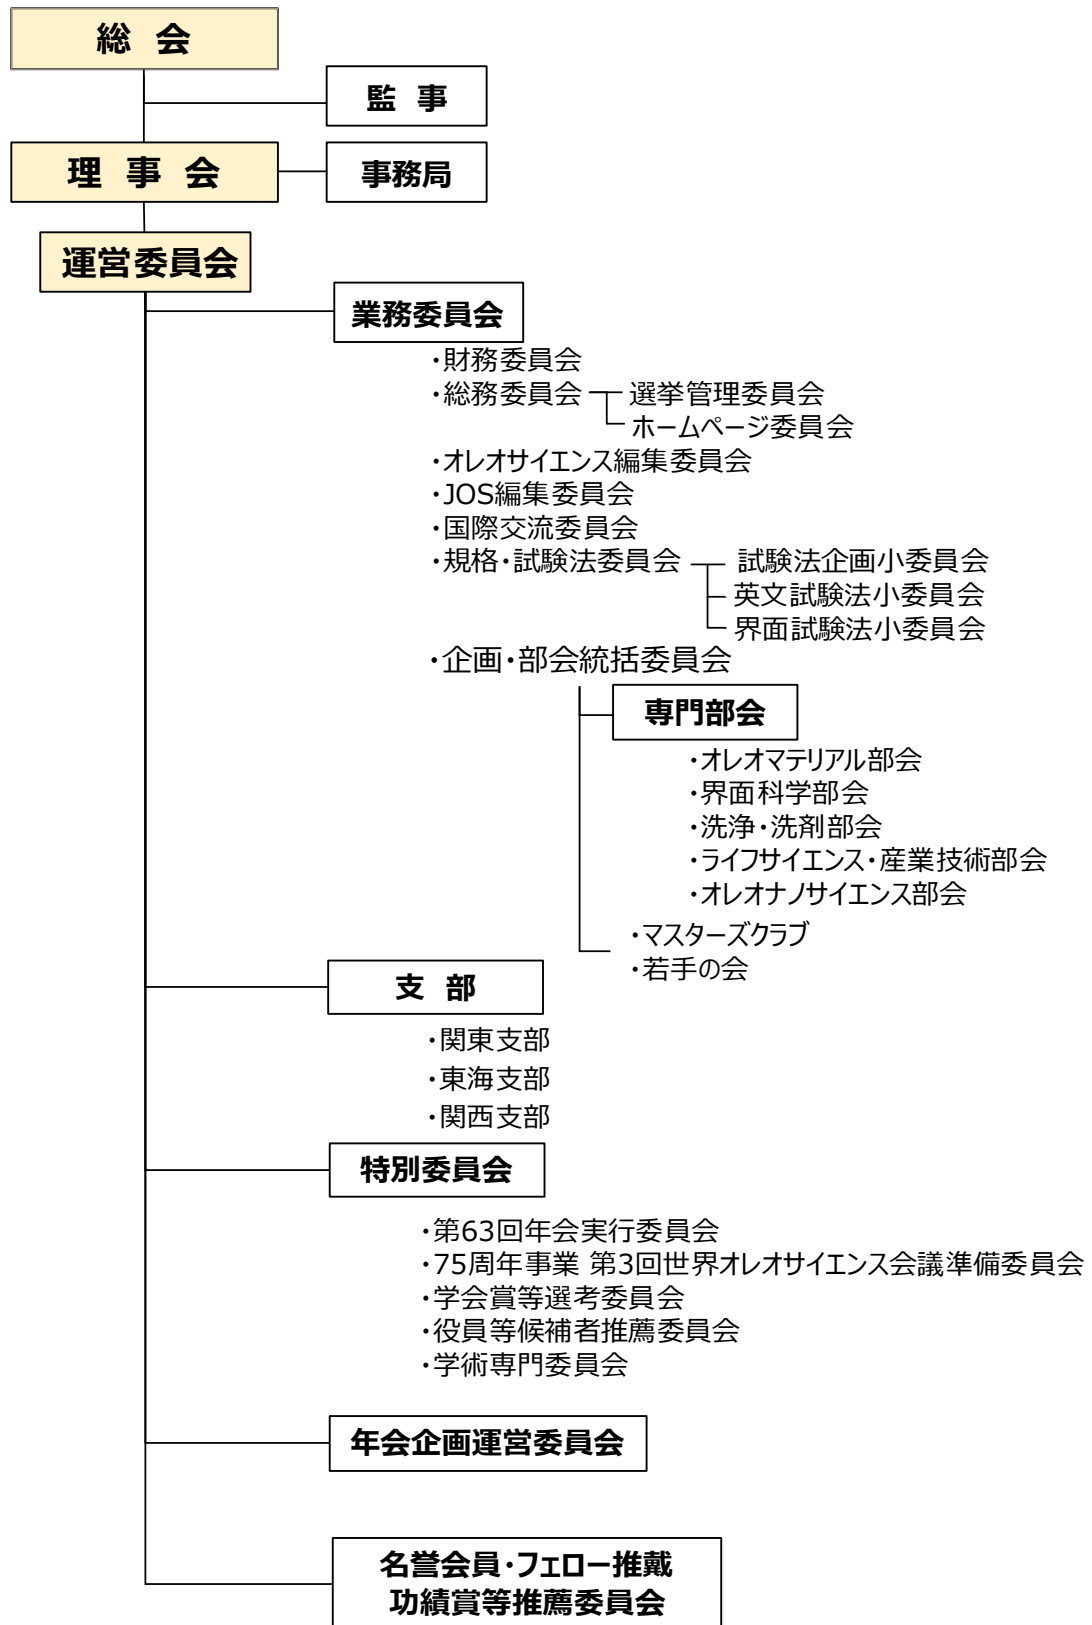 総 会
監 事
理 事 会
事務局
運営委員会
業務委員会
・財務委員会
・総務委員会 選挙管理委員会
ホームページ委員会
・オレオサイエンス編集委員会
・JOS編集委員会
・国際交流委員会
・規格・試験法委員会 試験法企画小委員会
英文試験法小委員会
界面試験法小委員会
・企画・部会統括委員会
専門部会
・オレオマテリアル部会
・界面科学部会
・洗浄・洗剤部会
・ライフサイエンス・産業技術部会
・オレオナノサイエンス部会
・マスターズクラブ
・若手の会
支 部
・関東支部
・東海支部
・関西支部
特別委員会
・第63回年会実行委員会
・75周年事業 第3回世界オレオサイエンス会議準備委員会
・学会賞等選考委員会
・役員等候補者推薦委員会
・学術専門委員会
年会企画運営委員会
名誉会員・フェロー推戴
功績賞等推薦委員会